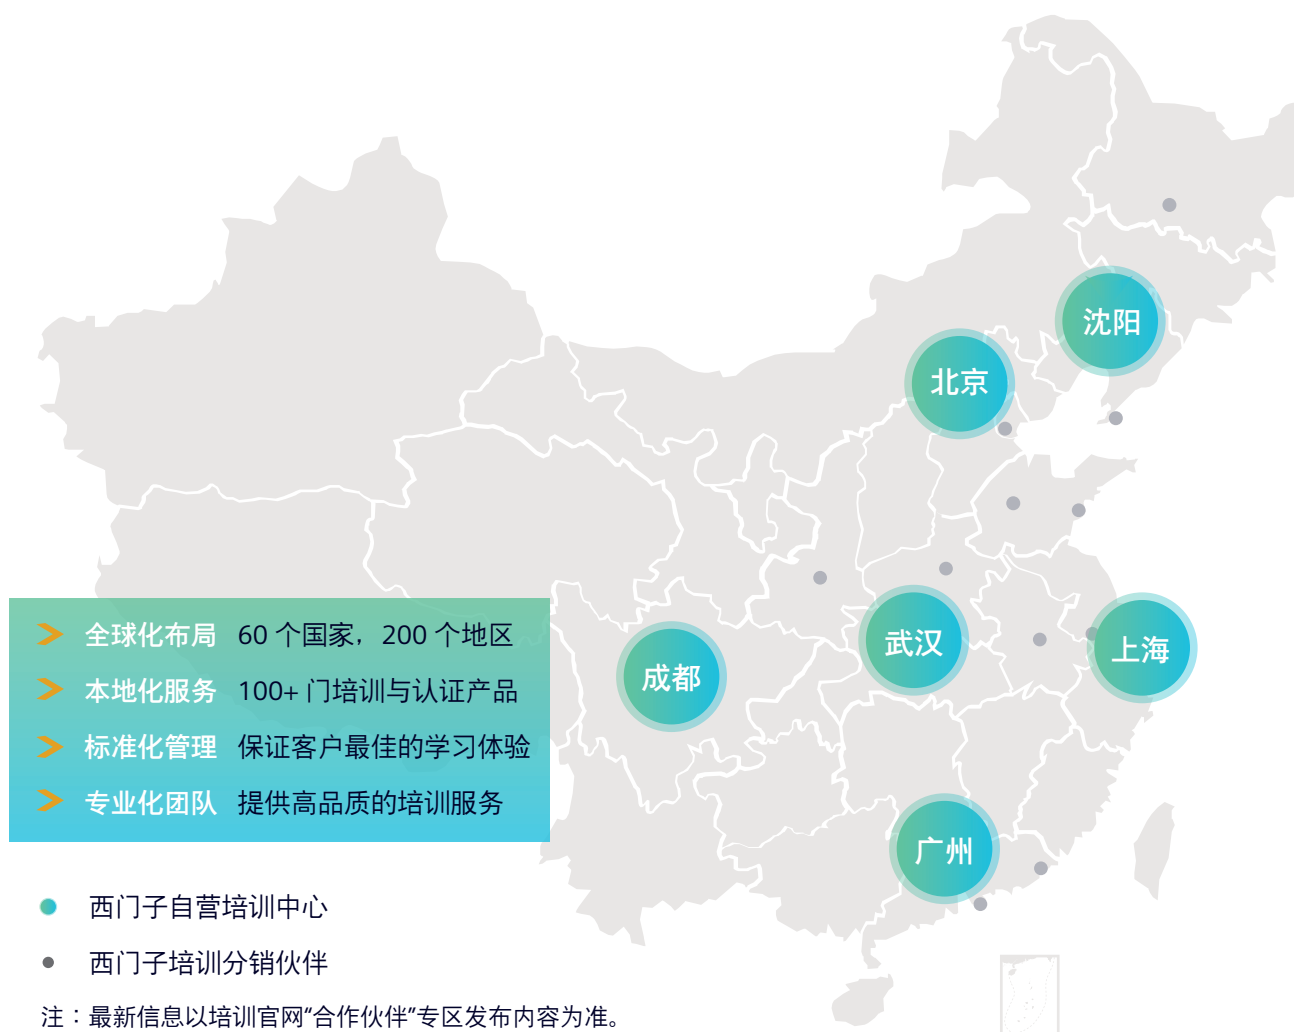 沈阳
北京
武汉
上海
成都
广州
全球化布局 60 个国家，200 个地区
本地化服务 100+ 门培训与认证产品
标准化管理 保证客户最佳的学习体验
专业化团队 提供高品质的培训服务
西门子自营培训中心
西门子培训分销伙伴
注：最新信息以培训官网“合作伙伴”专区发布内容为准。